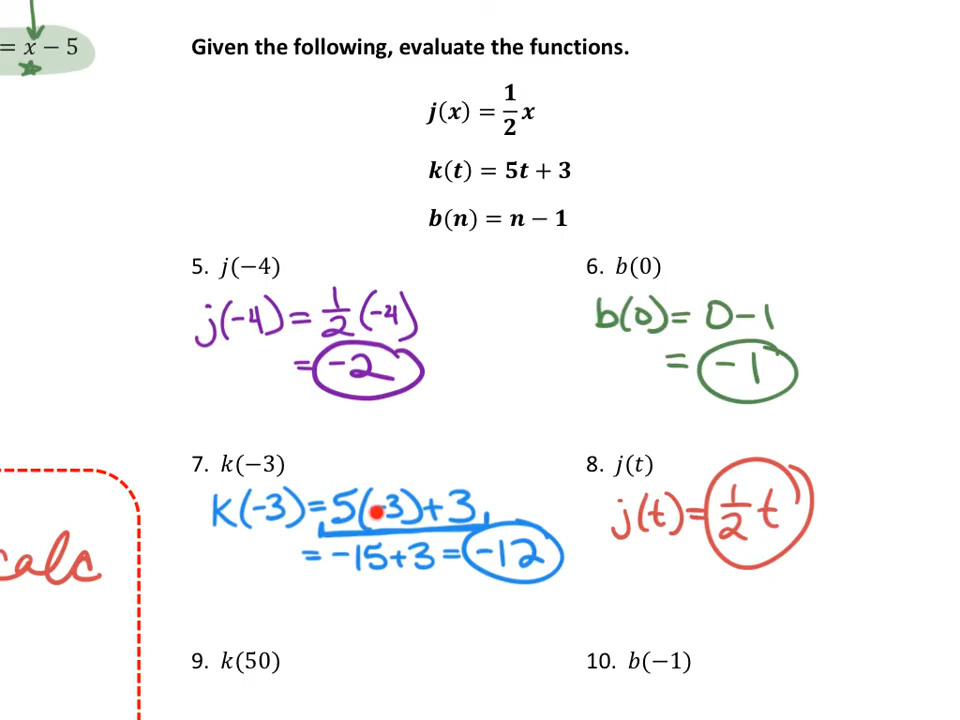 = x − 5
Given the following, evaluate the functions.
j(x) = 1/2 x
k(t) = 5t + 3
b(n) = n − 1
5. j(−4)
j(-4) = 1/2 (-4)
= -2
6. b(0)
b(0) = 0 - 1
= -1
7. k(−3)
K(-3) = 5(-3) + 3
= -15 + 3 = -12
8. j(t)
j(t) = 1/2 t
calc
9. k(50)
10. b(−1)